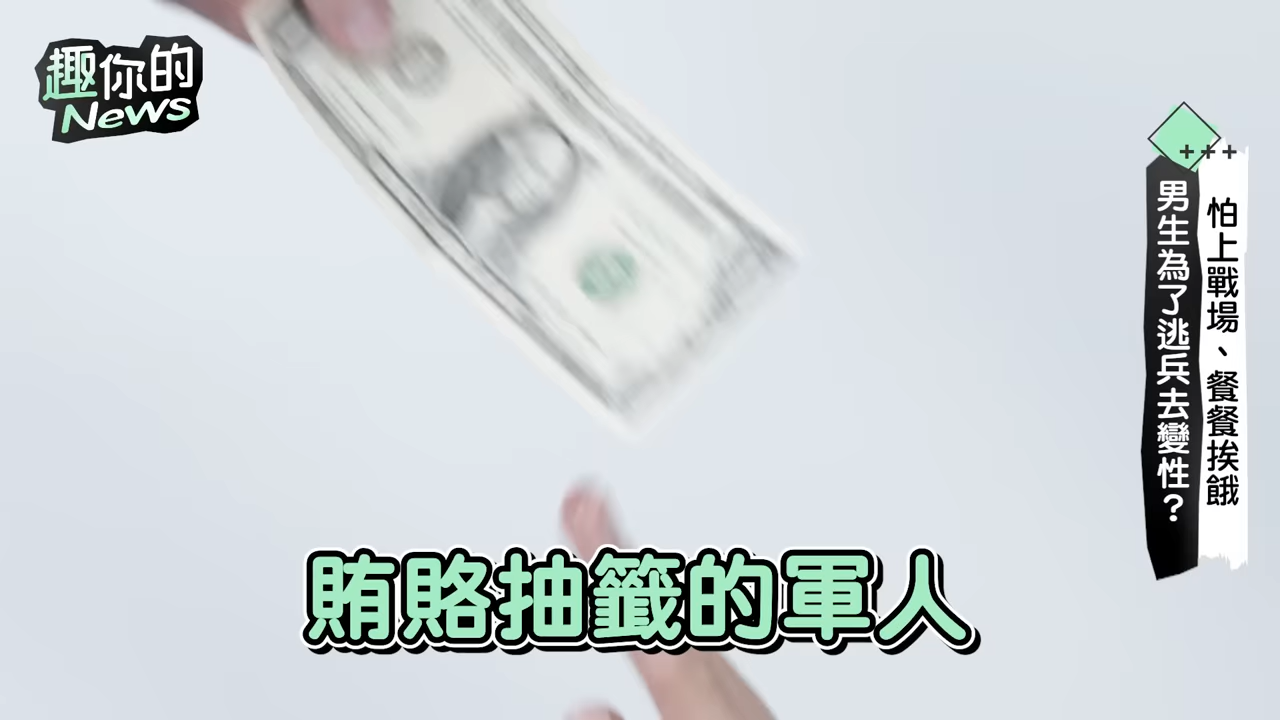 趣你的
News
+++
怕上戰場、餐餐挨餓
男生為了逃兵去變性？
賄賂抽籤的軍人